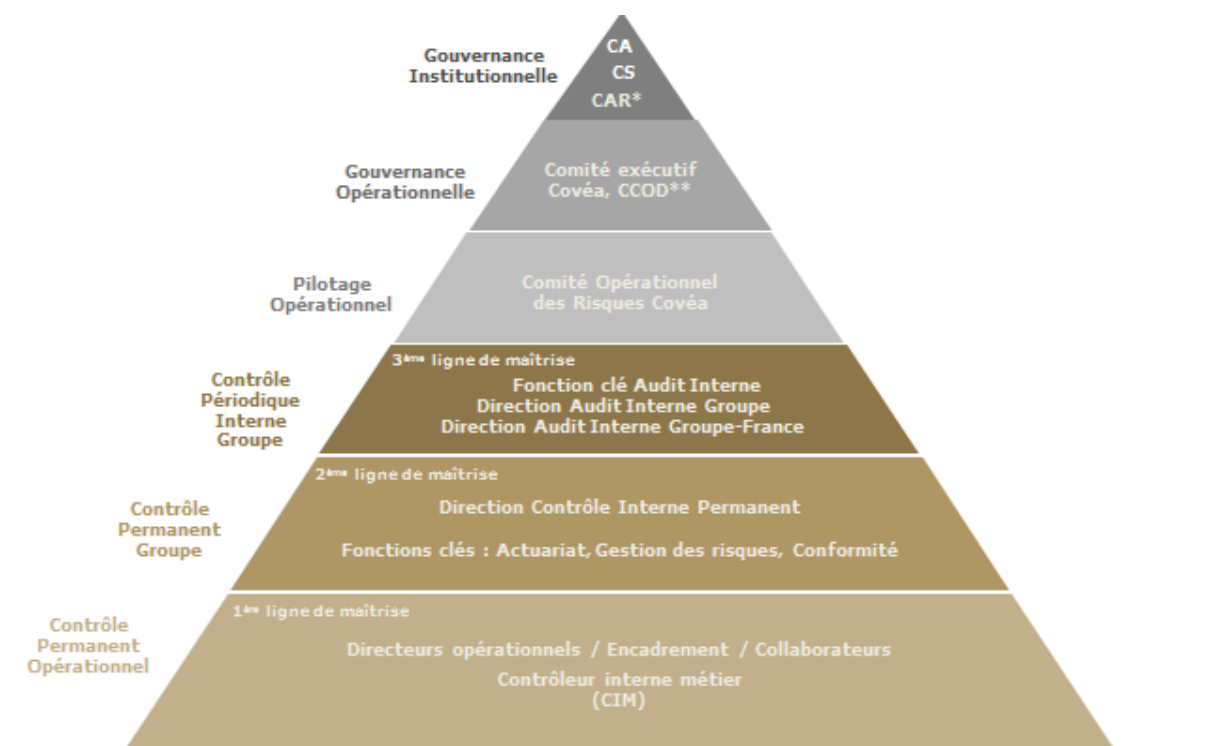 Gouvernance
Institutionnelle
CA
CS
CAR*
Gouvernance
Opérationnelle
Comité exécutif
Covéa, CCOD**
Pilotage
Opérationnel
Comité Opérationnel
des Risques Covéa
Contrôle
Périodique
Interne
Groupe
3ème ligne de maîtrise
Fonction clé Audit Interne
Direction Audit Interne Groupe
Direction Audit Interne Groupe-France
Contrôle
Permanent
Groupe
2ème ligne de maîtrise
Direction Contrôle Interne Permanent
Fonctions clés : Actuariat, Gestion des risques, Conformité
Contrôle
Permanent
Opérationnel
1ère ligne de maîtrise
Directeurs opérationnels / Encadrement / Collaborateurs
Contrôleur interne métier
(CIM)